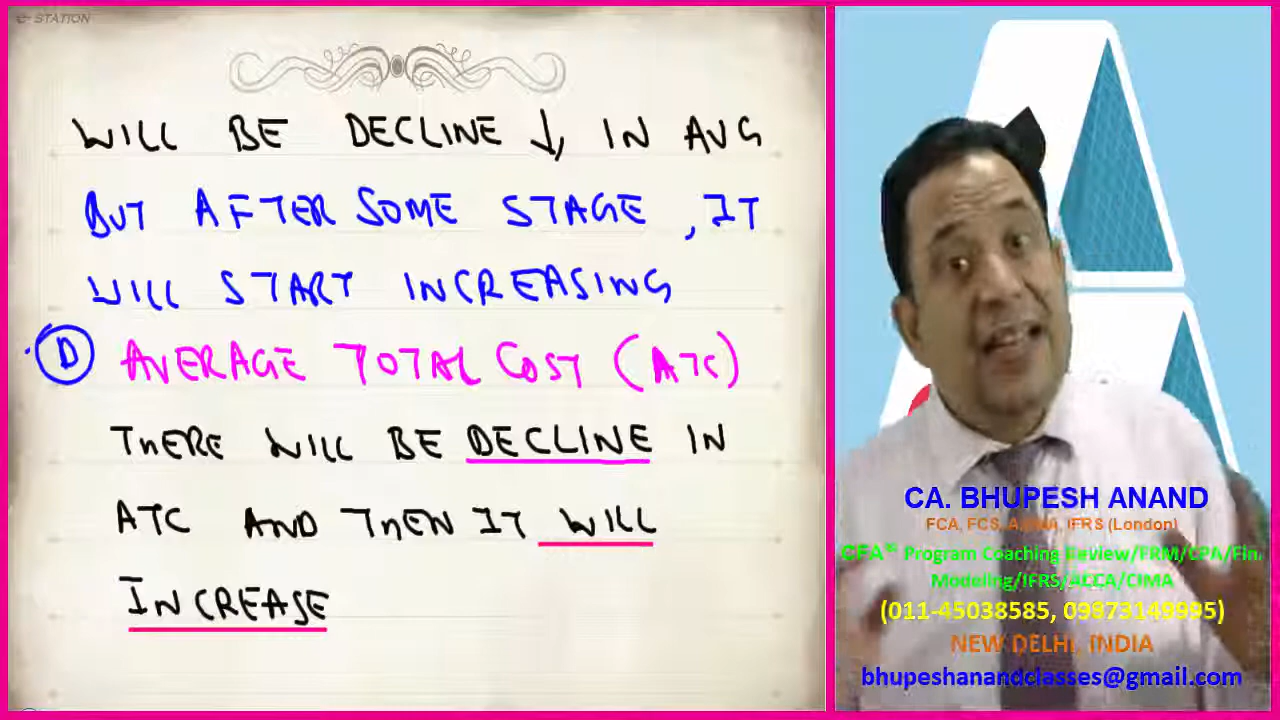 e- STATION
WILL BE DECLINE ↓, IN AVG
BUT AFTER SOME STAGE, IT
WILL START INCREASING
D AVERAGE TOTAL COST (ATC)
THERE WILL BE DECLINE IN
ATC AND THEN IT WILL
INCREASE
CA. BHUPESH ANAND
FCA, FCS, IFRS (London)
CFA Program Coaching Review/FRM/CPA/Fin.
Modeling/IFRS/ACCA/CIMA
(011-45038585, 09873149995)
NEW DELHI, INDIA
bhupeshanandclasses@gmail.com